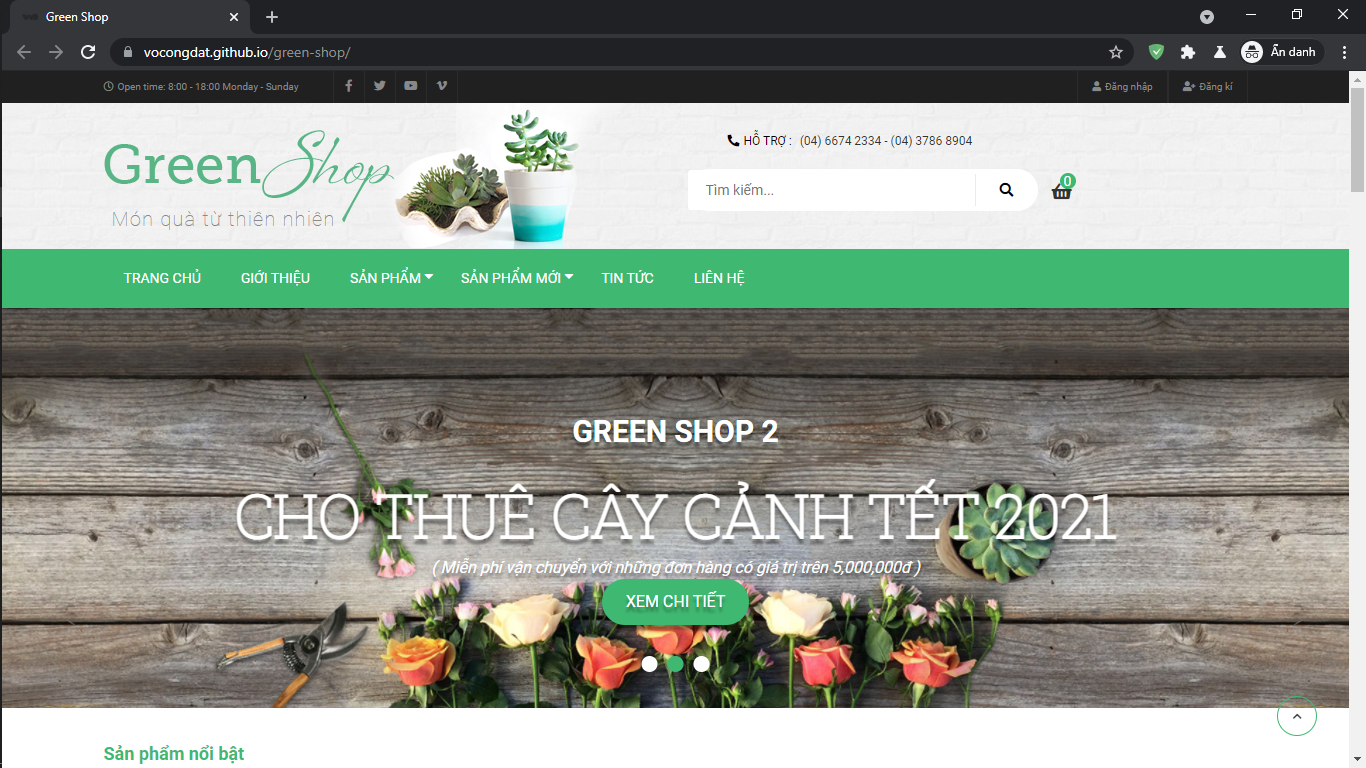 Green Shop
vocongdat.github.io/green-shop/
Ẩn danh
Open time: 8:00 - 18:00 Monday - Sunday
Đăng nhập
Đăng kí
Green Shop
Món quà từ thiên nhiên
HỖ TRỢ : (04) 6674 2334 - (04) 3786 8904
Tìm kiếm...
0
TRANG CHỦ
GIỚI THIỆU
SẢN PHẨM
SẢN PHẨM MỚI
TIN TỨC
LIÊN HỆ
GREEN SHOP 2
CHO THUÊ CÂY CẢNH TẾT 2021
( Miễn phí vận chuyển với những đơn hàng có giá trị trên 5,000,000đ )
XEM CHI TIẾT
Sản phẩm nổi bật